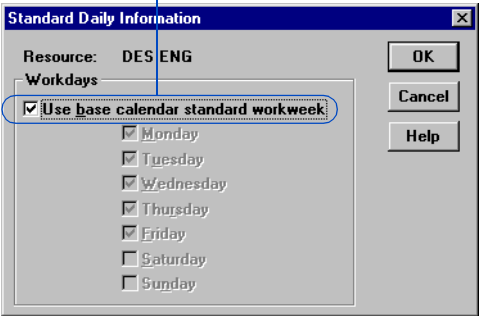 Standard Daily Information
Resource: DES ENG
OK
Workdays
Cancel
Use base calendar standard workweek
Help
Monday
Tuesday
Wednesday
Thursday
Friday
Saturday
Sunday